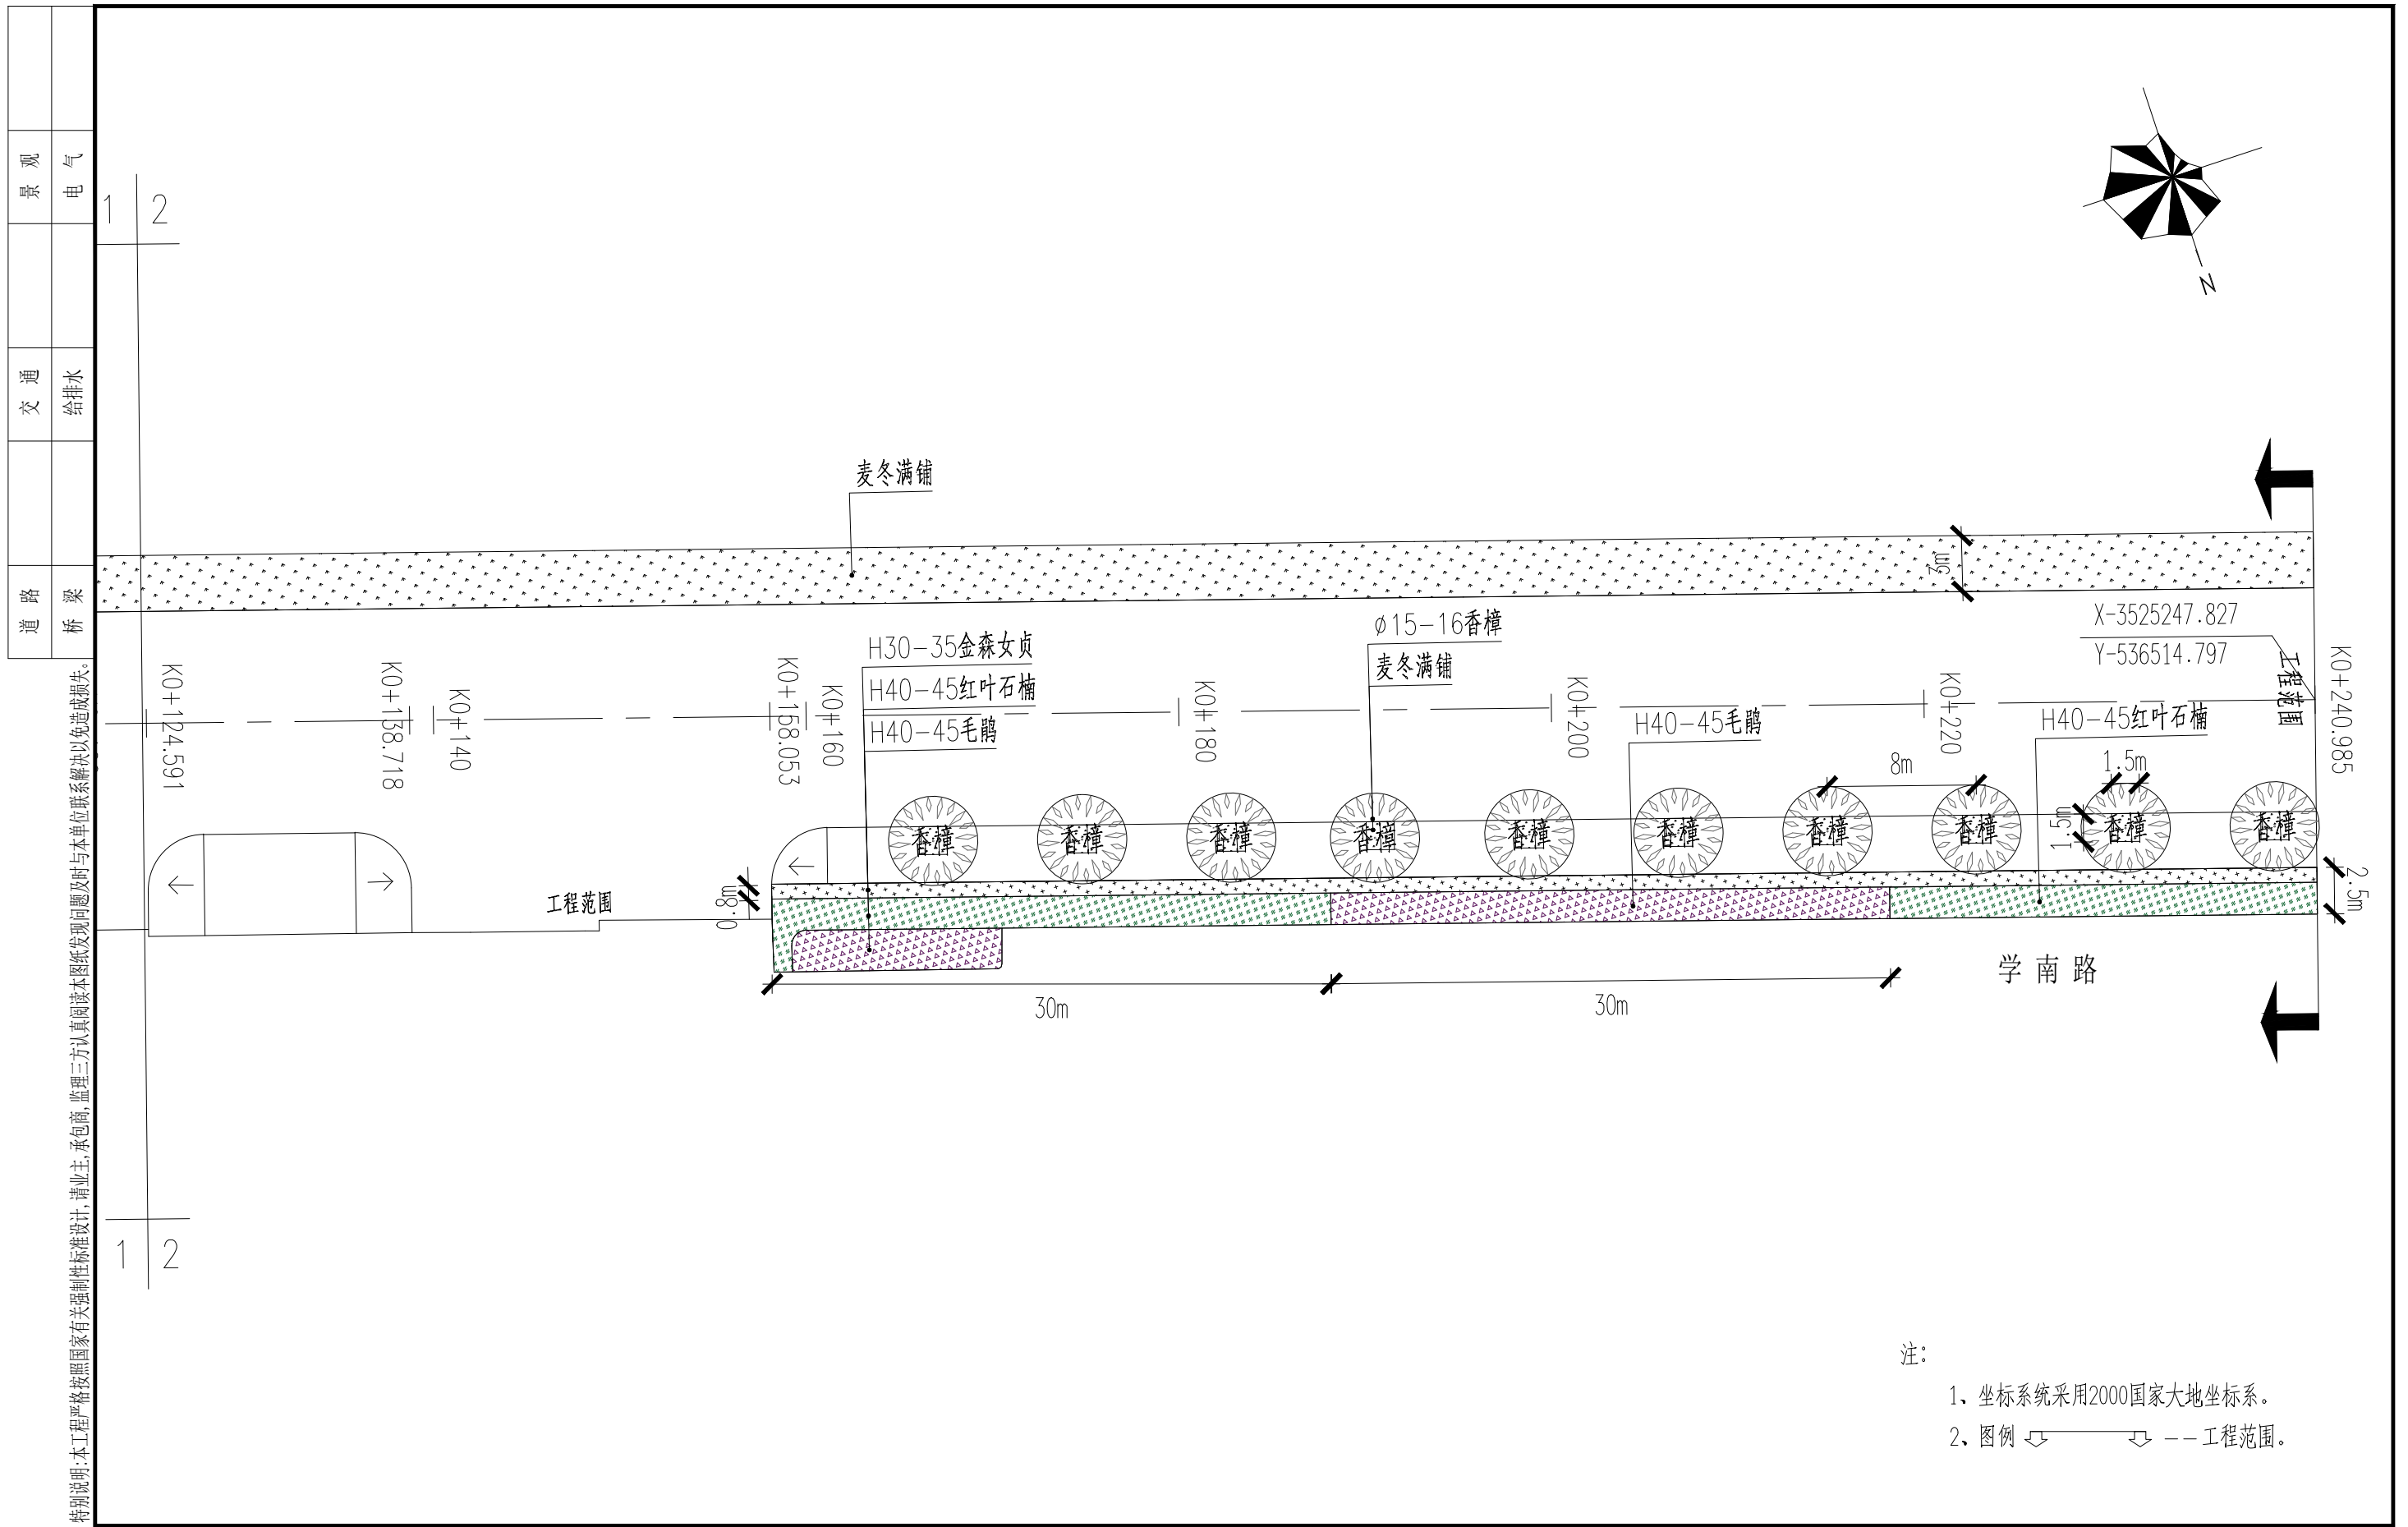 景 观
电 气
交 通
给排水
道 路
桥 梁
特别说明:本工程严格按照国家有关强制性标准设计,请业主,承包商,监理三方认真阅读本图纸发现问题及时与本单位联系解决以免造成损失。
1 2
N
麦冬满铺
3m
X-3525247.827
Y-536514.797
工程范围
K0+240.985
ø15-16香樟
麦冬满铺
H30-35金森女贞
H40-45红叶石楠
H40-45毛鹃
K0+124.591
K0+138.718
K0+140
K0+158.053
K0+160
K0+180
K0+200
K0+220
H40-45毛鹃
H40-45红叶石楠
8m
1.5m
1.5m
香樟 香樟 香樟 香樟 香樟 香樟 香樟 香樟 香樟 香樟
工程范围
0.8m
2.5m
学 南 路
30m
30m
1 2
注:
1、坐标系统采用2000国家大地坐标系。
2、图例 --工程范围。